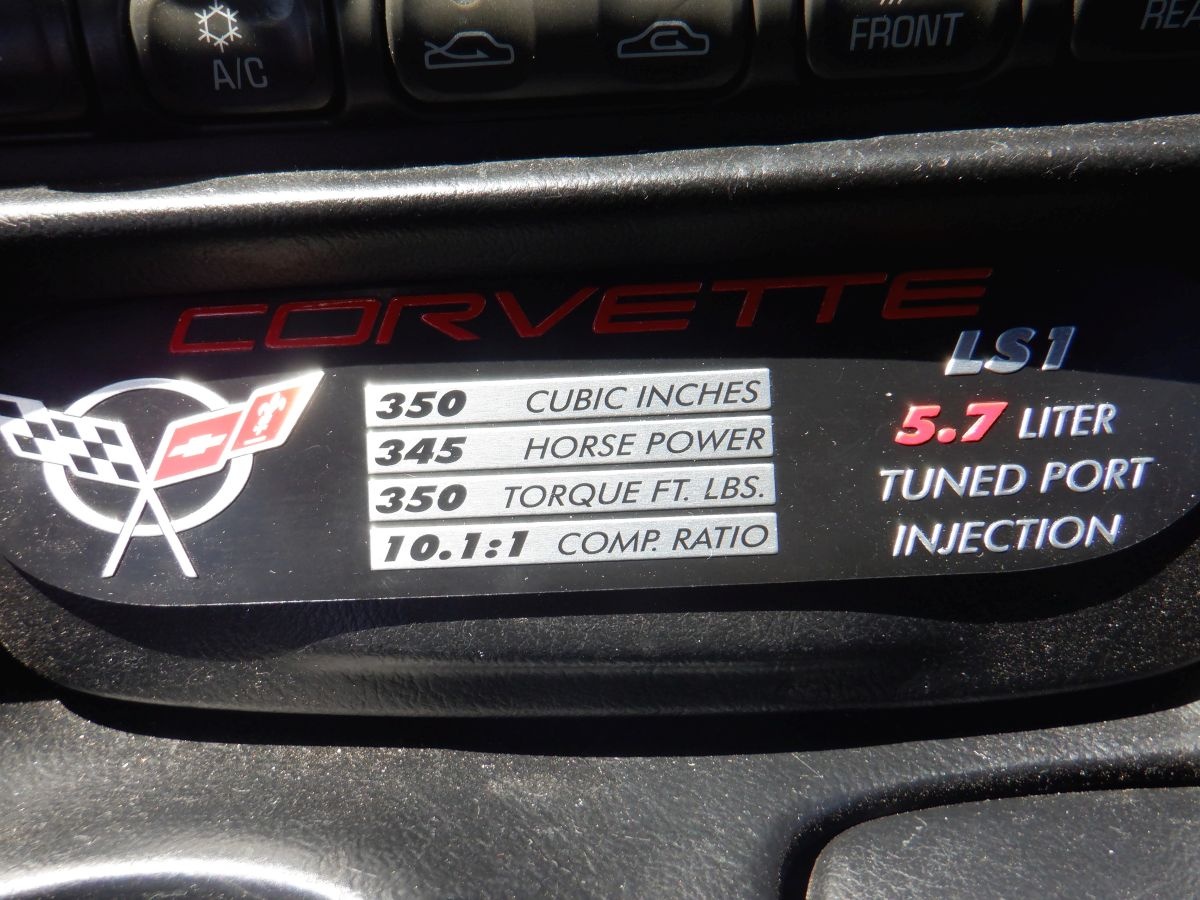 A/C
FRONT
REA
CORVETTE
LS1
350 CUBIC INCHES
345 HORSE POWER
350 TORQUE FT. LBS.
10.1:1 COMP. RATIO
5.7 LITER
TUNED PORT
INJECTION